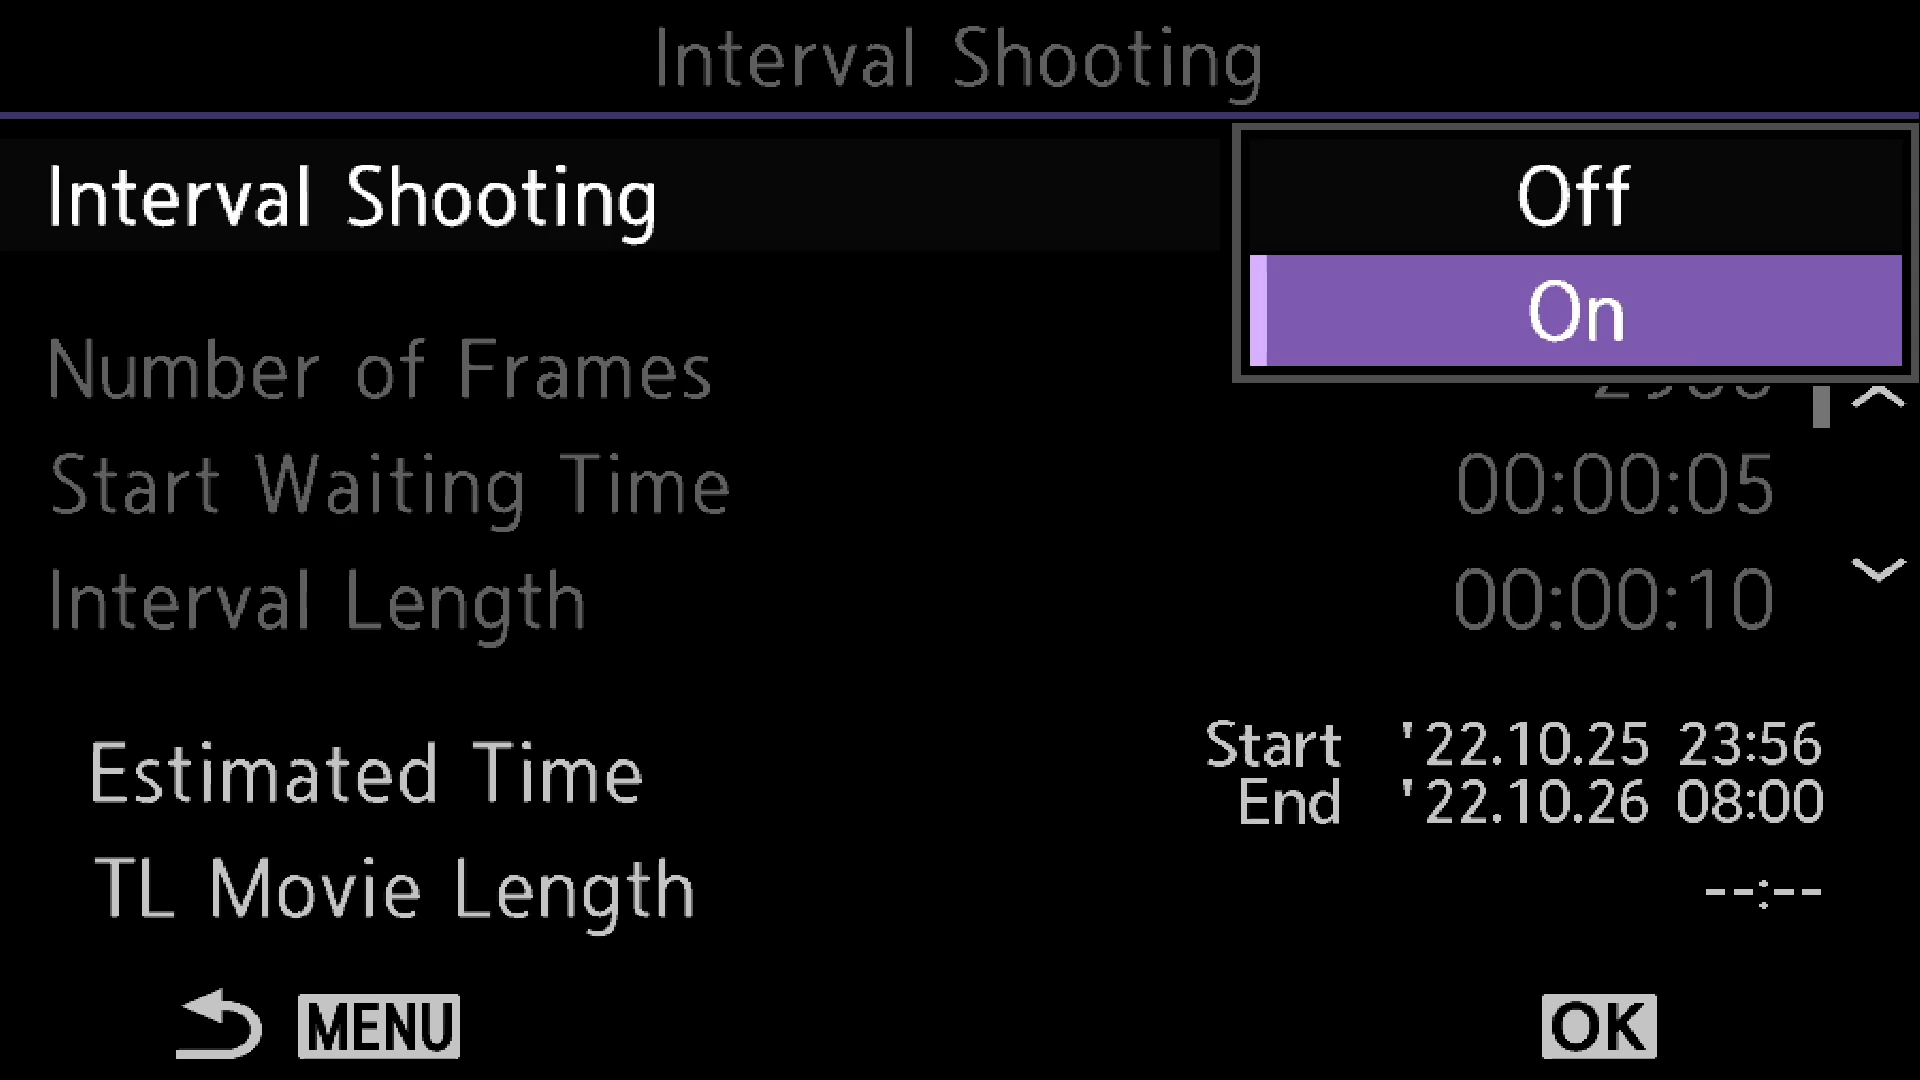 Interval Shooting
Interval Shooting
Off
On
Number of Frames
Start Waiting Time 00:00:05
Interval Length 00:00:10
Estimated Time
Start '22.10.25 23:56
End '22.10.26 08:00
TL Movie Length --:--
MENU OK